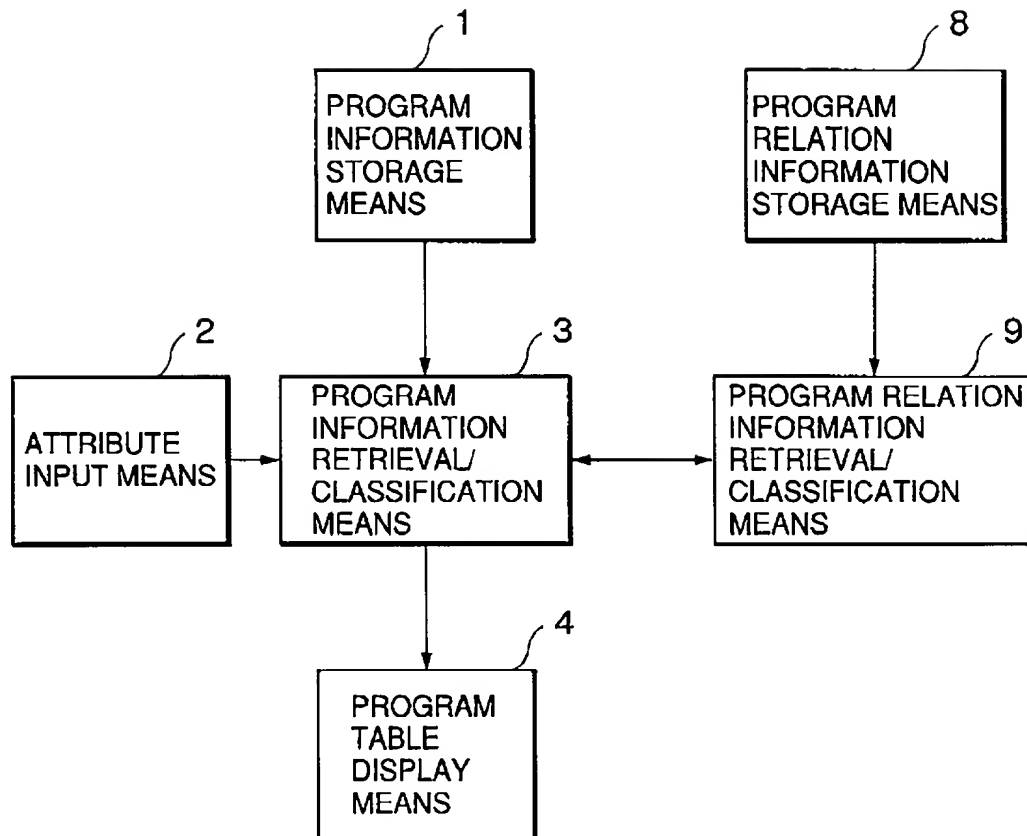 1
PROGRAM
INFORMATION
STORAGE
MEANS
8
PROGRAM
RELATION
INFORMATION
STORAGE MEANS
2
ATTRIBUTE
INPUT MEANS
3
PROGRAM
INFORMATION
RETRIEVAL/
CLASSIFICATION
MEANS
9
PROGRAM RELATION
INFORMATION
RETRIEVAL/
CLASSIFICATION
MEANS
4
PROGRAM
TABLE
DISPLAY
MEANS